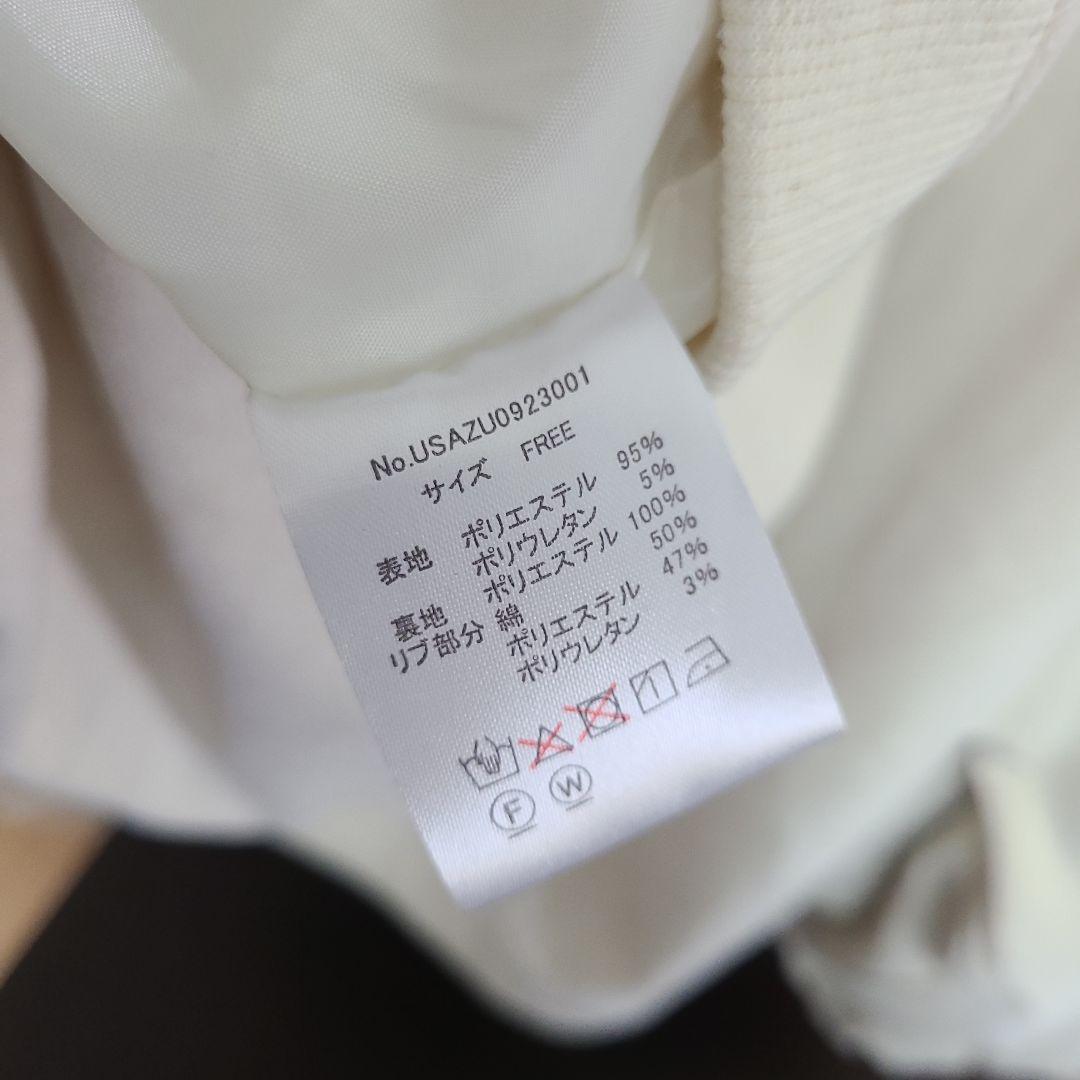 No.USAZU0923001
サイズ FREE
表地 ポリエステル 95%
ポリウレタン 5%
裏地 ポリエステル 100%
リブ部分 綿 50%
ポリエステル 47%
ポリウレタン 3%
F W